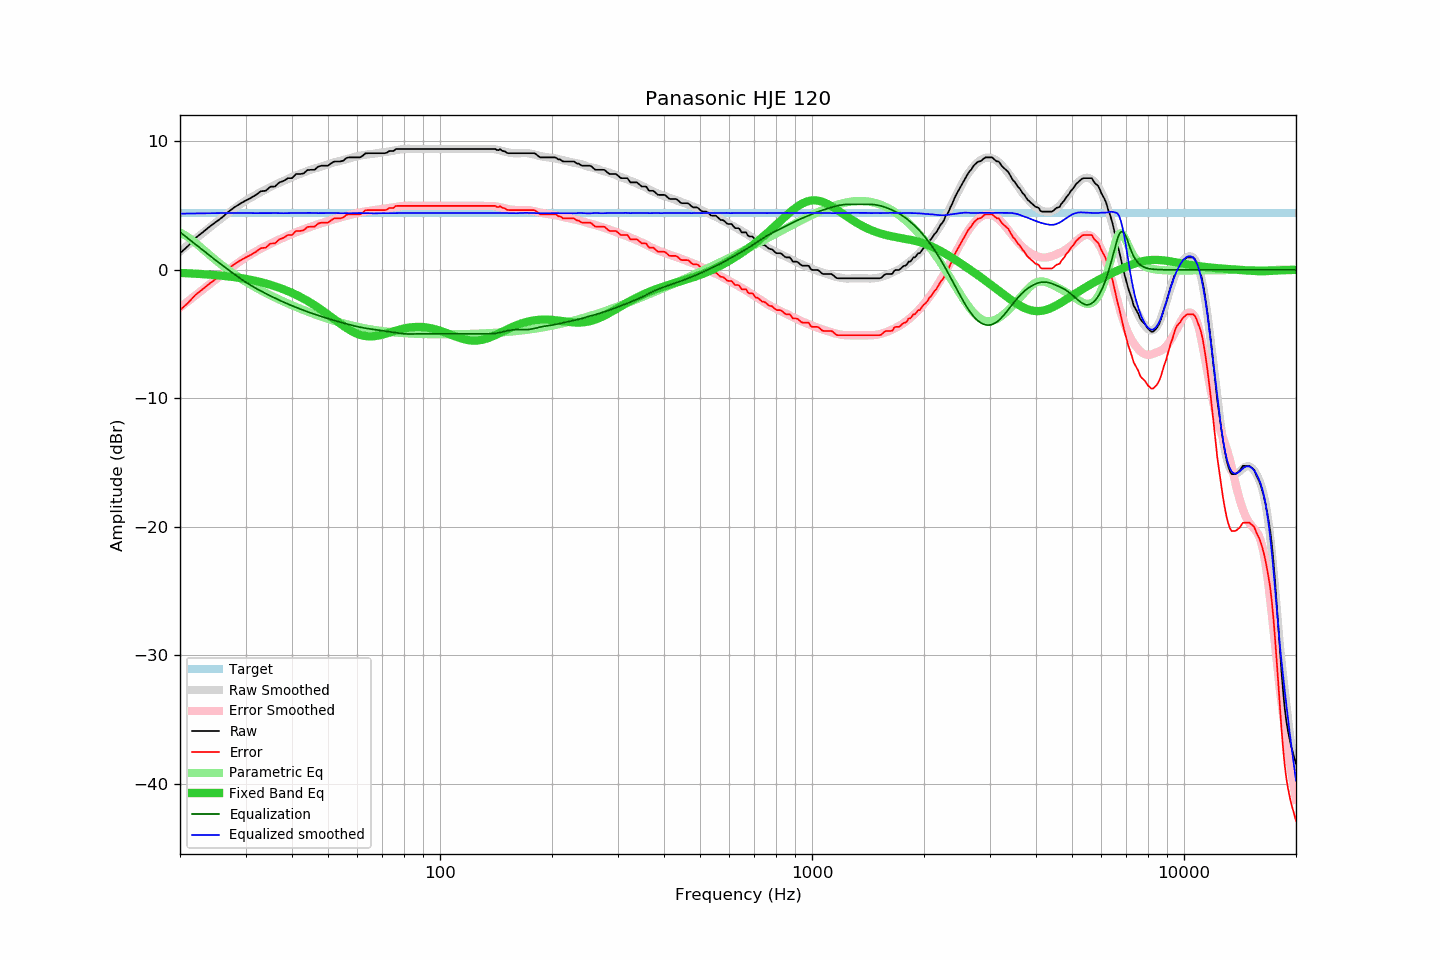 Panasonic HJE 120
10
0
−10
−20
−30
−40
Amplitude (dBr)
Target
Raw Smoothed
Error Smoothed
Raw
Error
Parametric Eq
Fixed Band Eq
Equalization
Equalized smoothed
100
1000
10000
Frequency (Hz)